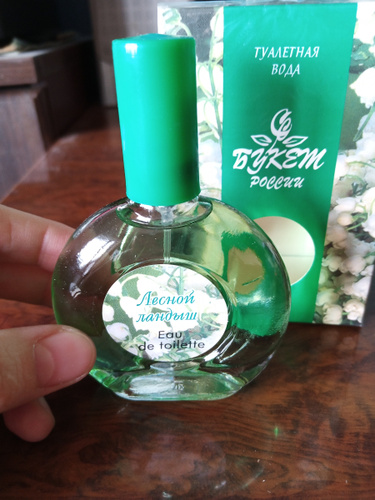 ТУАЛЕТНАЯ
ВОДА
БУКЕТ
РОССИИ
Лесной
ландыш
Eau
de toilette